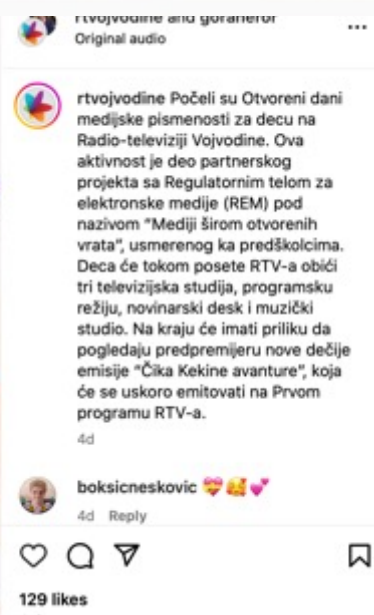 rtvojvodine and goraneror
Original audio
rtvojvodine Počeli su Otvoreni dani
medijske pismenosti za decu na
Radio-televiziji Vojvodine. Ova
aktivnost je deo partnerskog
projekta sa Regulatornim telom za
elektronske medije (REM) pod
nazivom "Mediji širom otvorenih
vrata", usmerenog ka predškolcima.
Deca će tokom posete RTV-a obići
tri televizijska studija, programsku
režiju, novinarski desk i muzički
studio. Na kraju će imati priliku da
pogledaju predpremijeru nove dečije
emisije "Čika Kekine avanture", koja
će se uskoro emitovati na Prvom
programu RTV-a.
4d
boksicneskovic 💝🥰💕
4d Reply
129 likes